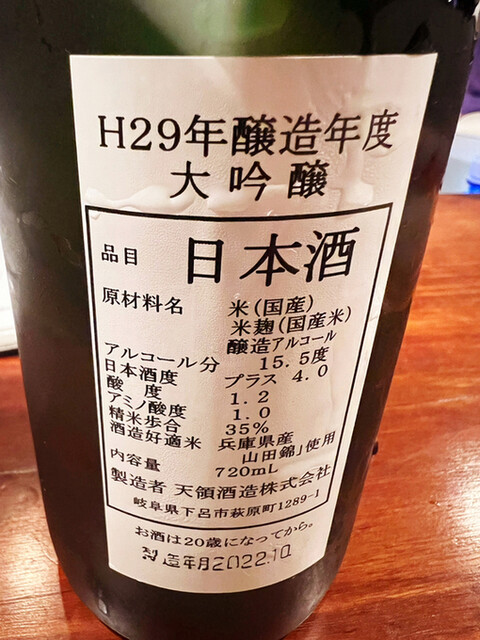 H29年醸造年度
大吟醸
品目 日本酒
原材料名 米(国産)
米麹(国産米)
醸造アルコール
アルコール分 15.5度
日本酒度 プラス 4.0
酸度 1.2
アミノ酸度 1.0
精米歩合 35%
酒造好適米 兵庫県産
山田錦」使用
内容量 720mL
製造者 天領酒造株式会社
岐阜県下呂市萩原町1289-1
お酒は20歳になってから。
製造年月2022.10